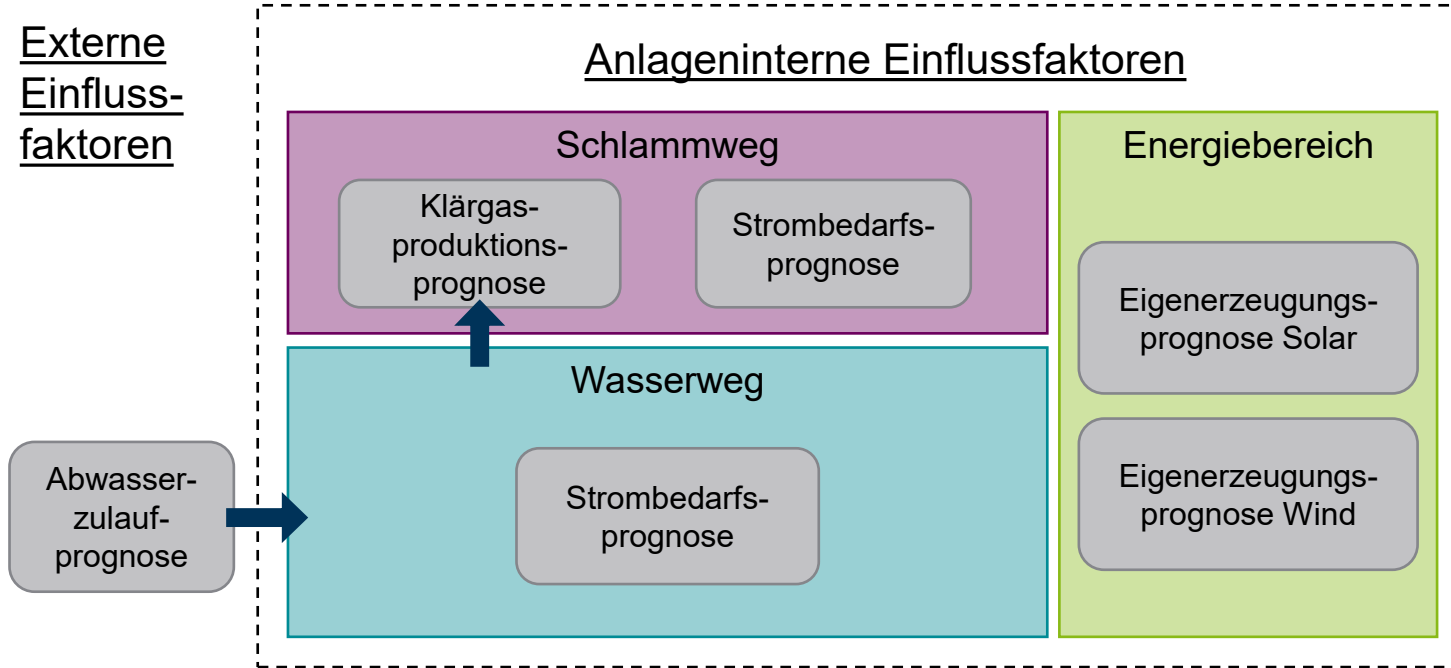 Externe
Einfluss-
faktoren
Anlageninterne Einflussfaktoren
Schlammweg
Klärgas-
produktions-
prognose
Strombedarfs-
prognose
Energiebereich
Eigenerzeugungs-
prognose Solar
Eigenerzeugungs-
prognose Wind
Wasserweg
Strombedarfs-
prognose
Abwasser-
zulauf-
prognose